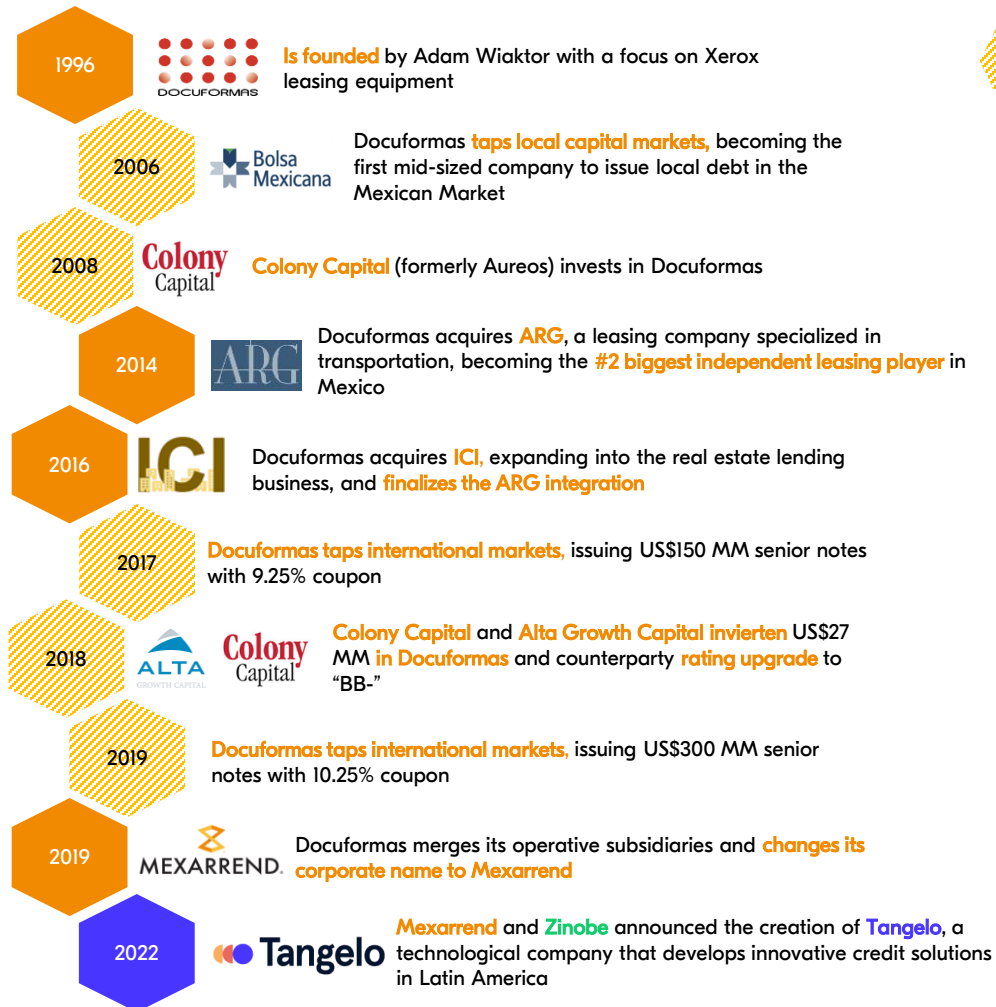 1996
DOCUFORMAS
Is founded by Adam Wiaktor with a focus on Xerox
leasing equipment
2006
Bolsa
Mexicana
Docuformas taps local capital markets, becoming the
first mid-sized company to issue local debt in the
Mexican Market
2008
Colony
Capital
Colony Capital (formerly Aureos) invests in Docuformas
2014
ARG
Docuformas acquires ARG, a leasing company specialized in
transportation, becoming the #2 biggest independent leasing player in
Mexico
2016
ICI
Docuformas acquires ICI, expanding into the real estate lending
business, and finalizes the ARG integration
2017
Docuformas taps international markets, issuing US$150 MM senior notes
with 9.25% coupon
2018
ALTA
GROWTH CAPITAL
Colony
Capital
Colony Capital and Alta Growth Capital invierten US$27
MM in Docuformas and counterparty rating upgrade to
“BB-”
2019
Docuformas taps international markets, issuing US$300 MM senior
notes with 10.25% coupon
2019
MEXARREND.
Docuformas merges its operative subsidiaries and changes its
corporate name to Mexarrend
2022
Tangelo
Mexarrend and Zinobe announced the creation of Tangelo, a
technological company that develops innovative credit solutions
in Latin America